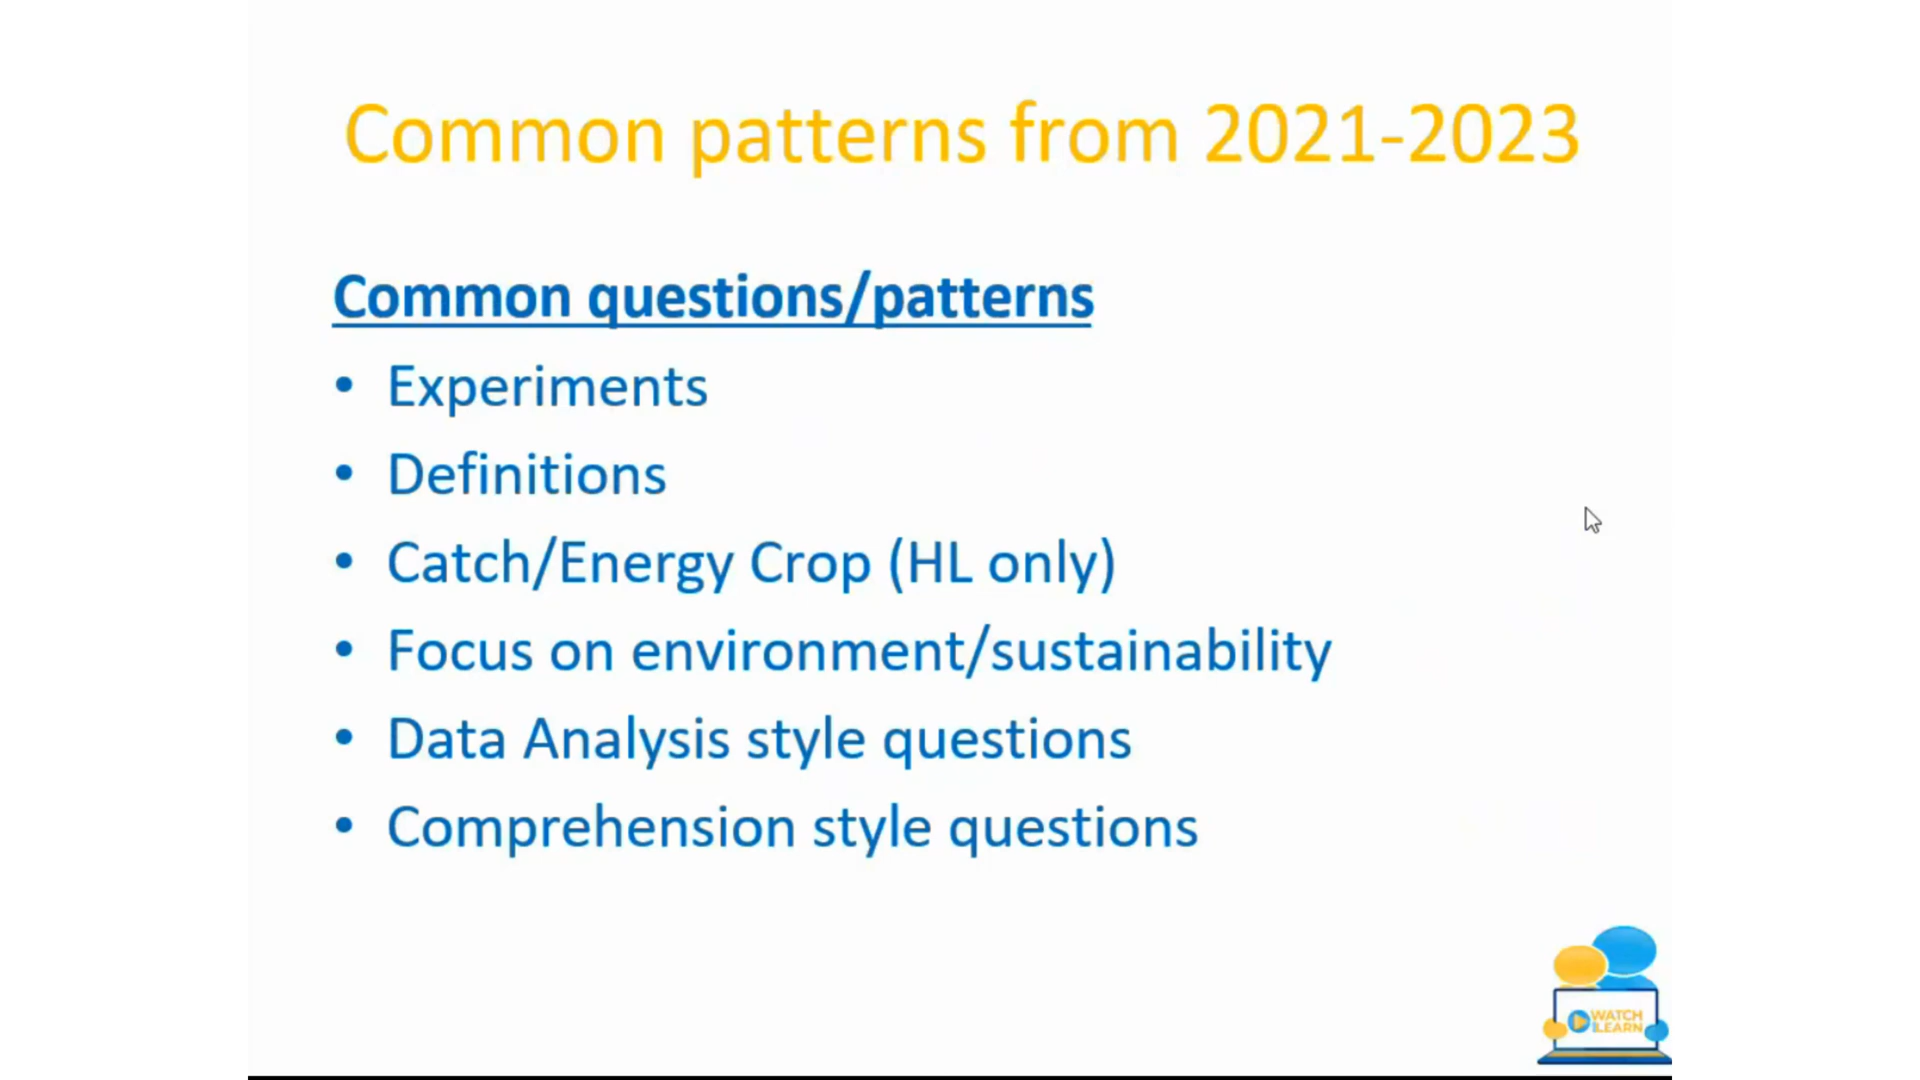 Common patterns from 2021-2023
Common questions/patterns
• Experiments
• Definitions
• Catch/Energy Crop (HL only)
• Focus on environment/sustainability
• Data Analysis style questions
• Comprehension style questions
WATCH
LEARN